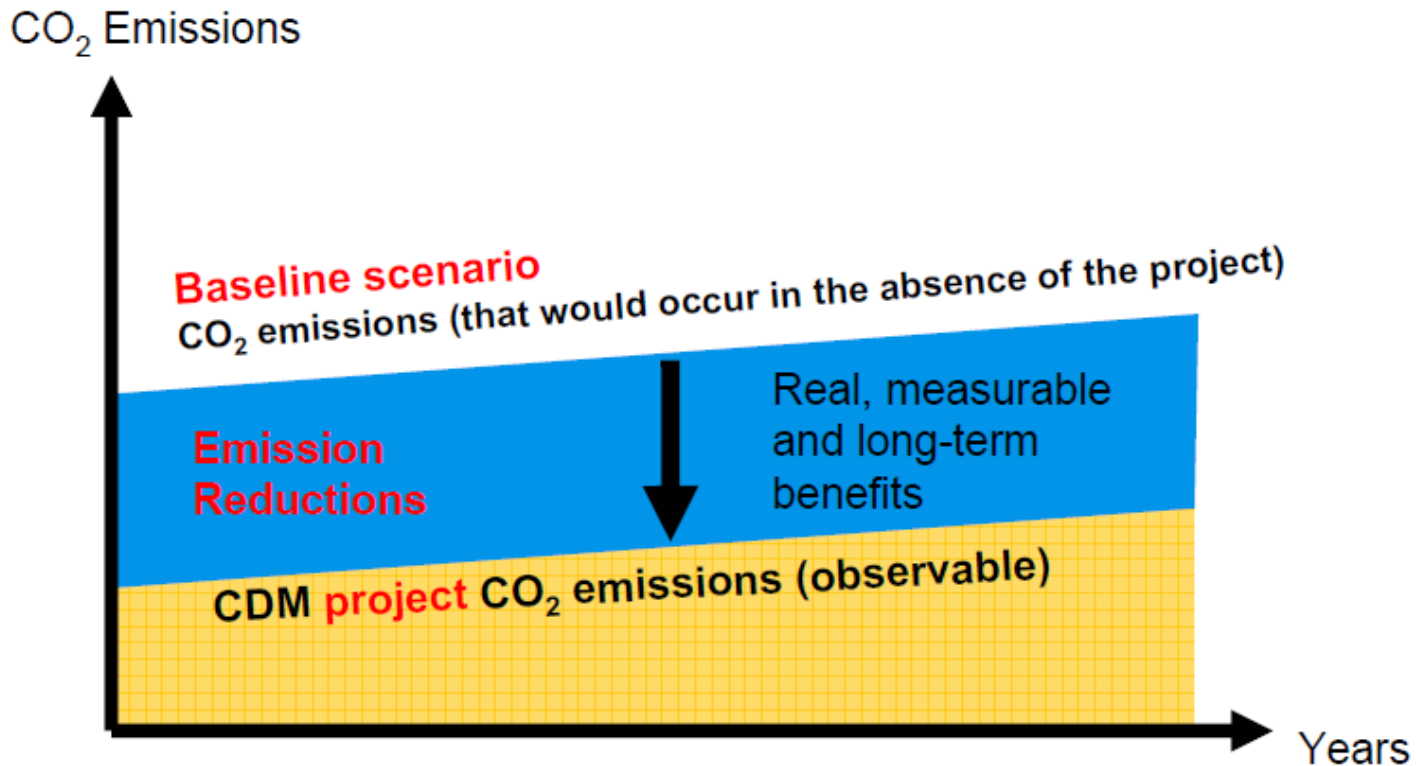 CO₂ Emissions
Baseline scenario
CO₂ emissions (that would occur in the absence of the project)
Emission
Reductions
Real, measurable
and long-term
benefits
CDM project CO₂ emissions (observable)
Years